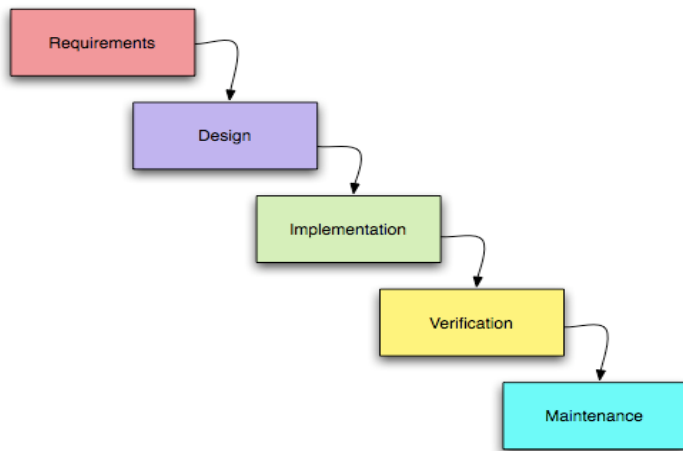 Requirements
Design
Implementation
Verification
Maintenance